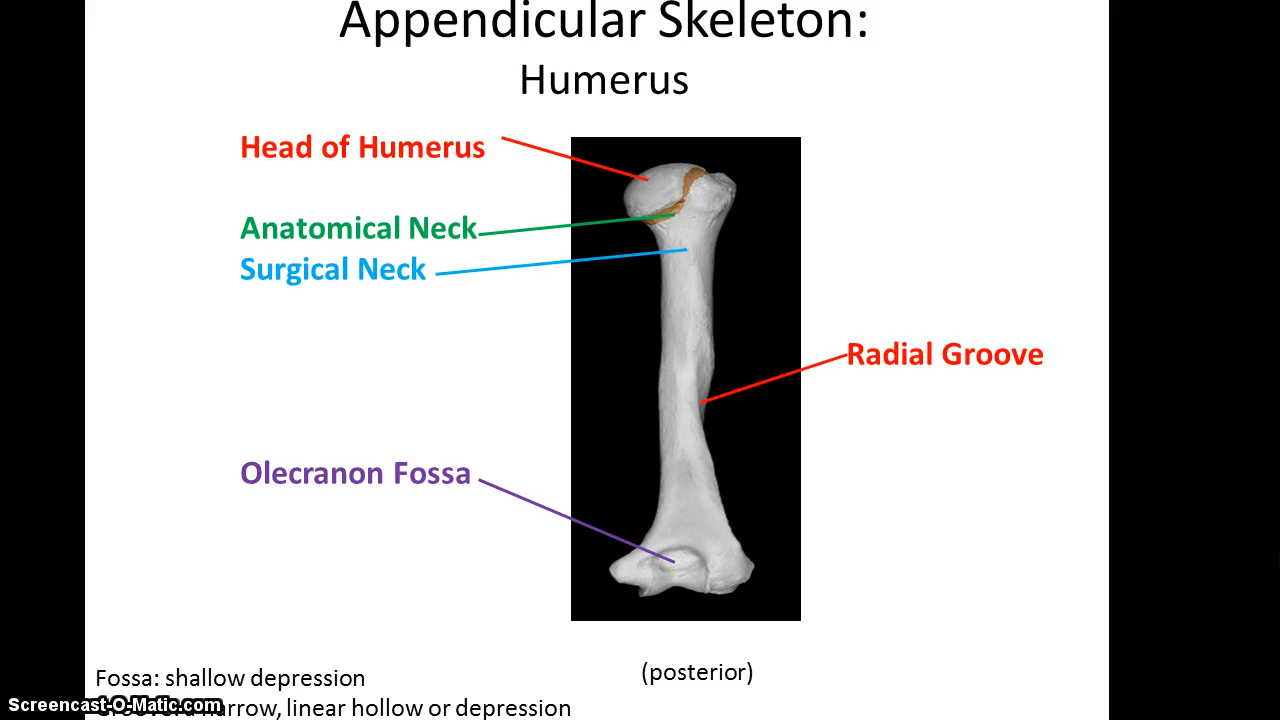 Appendicular Skeleton:
Humerus
Head of Humerus
Anatomical Neck
Surgical Neck
Radial Groove
Olecranon Fossa
(posterior)
Fossa: shallow depression
narrow, linear hollow or depression
Screencast-O-Matic.com